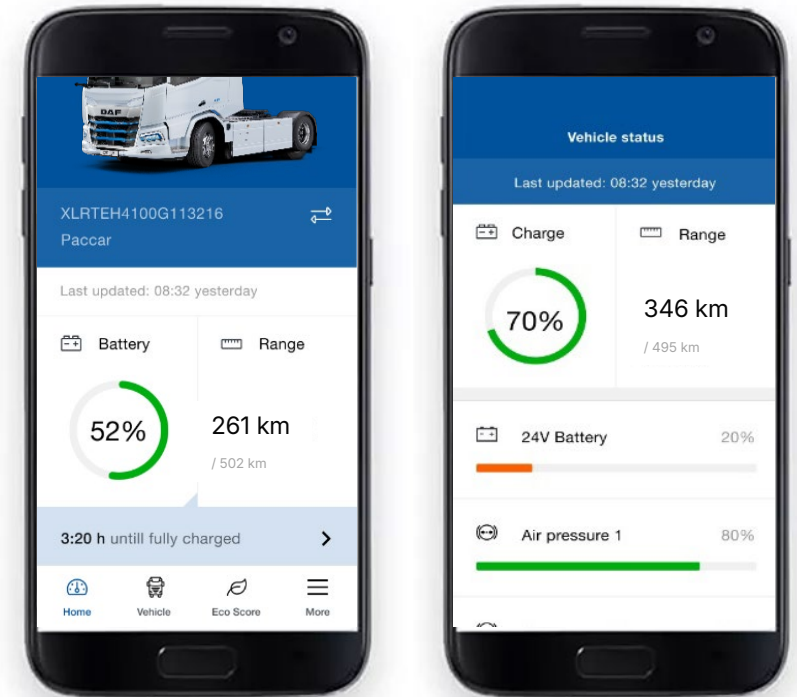 DAF
XLRTEH4100G113216
Paccar
Last updated: 08:32 yesterday
Battery
Range
52%
261 km
/ 502 km
3:20 h untill fully charged
Home
Vehicle
Eco Score
More
Vehicle status
Last updated: 08:32 yesterday
Charge
Range
70%
346 km
/ 495 km
24V Battery
20%
Air pressure 1
80%